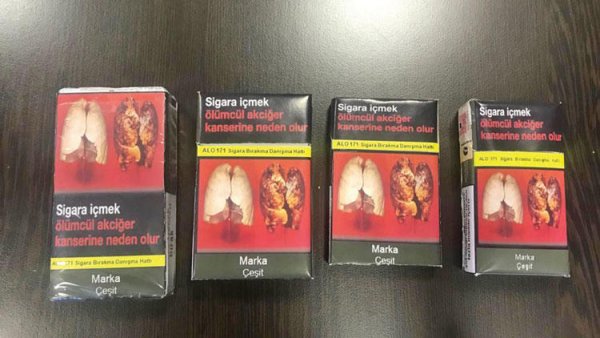 Sigara içmek
ölümcül akciğer
kanserine neden olur
ALO 171 Sigara Bırakma Danışma Hattı
Marka
Çeşit
Sigara içmek
ölümcül akciğer
kanserine neden olur
ALO 171 Sigara Bırakma Danışma Hattı
Marka
Çeşit
Sigara içmek
ölümcül akciğer
kanserine neden olur
ALO 171 Sigara Bırakma Danışma Hattı
Marka
Çeşit
Sigara içmek
ölümcül akciğer
kanserine neden olur
ALO 171 Sigara Bırakma Danışma Hattı
Marka
Çeşit